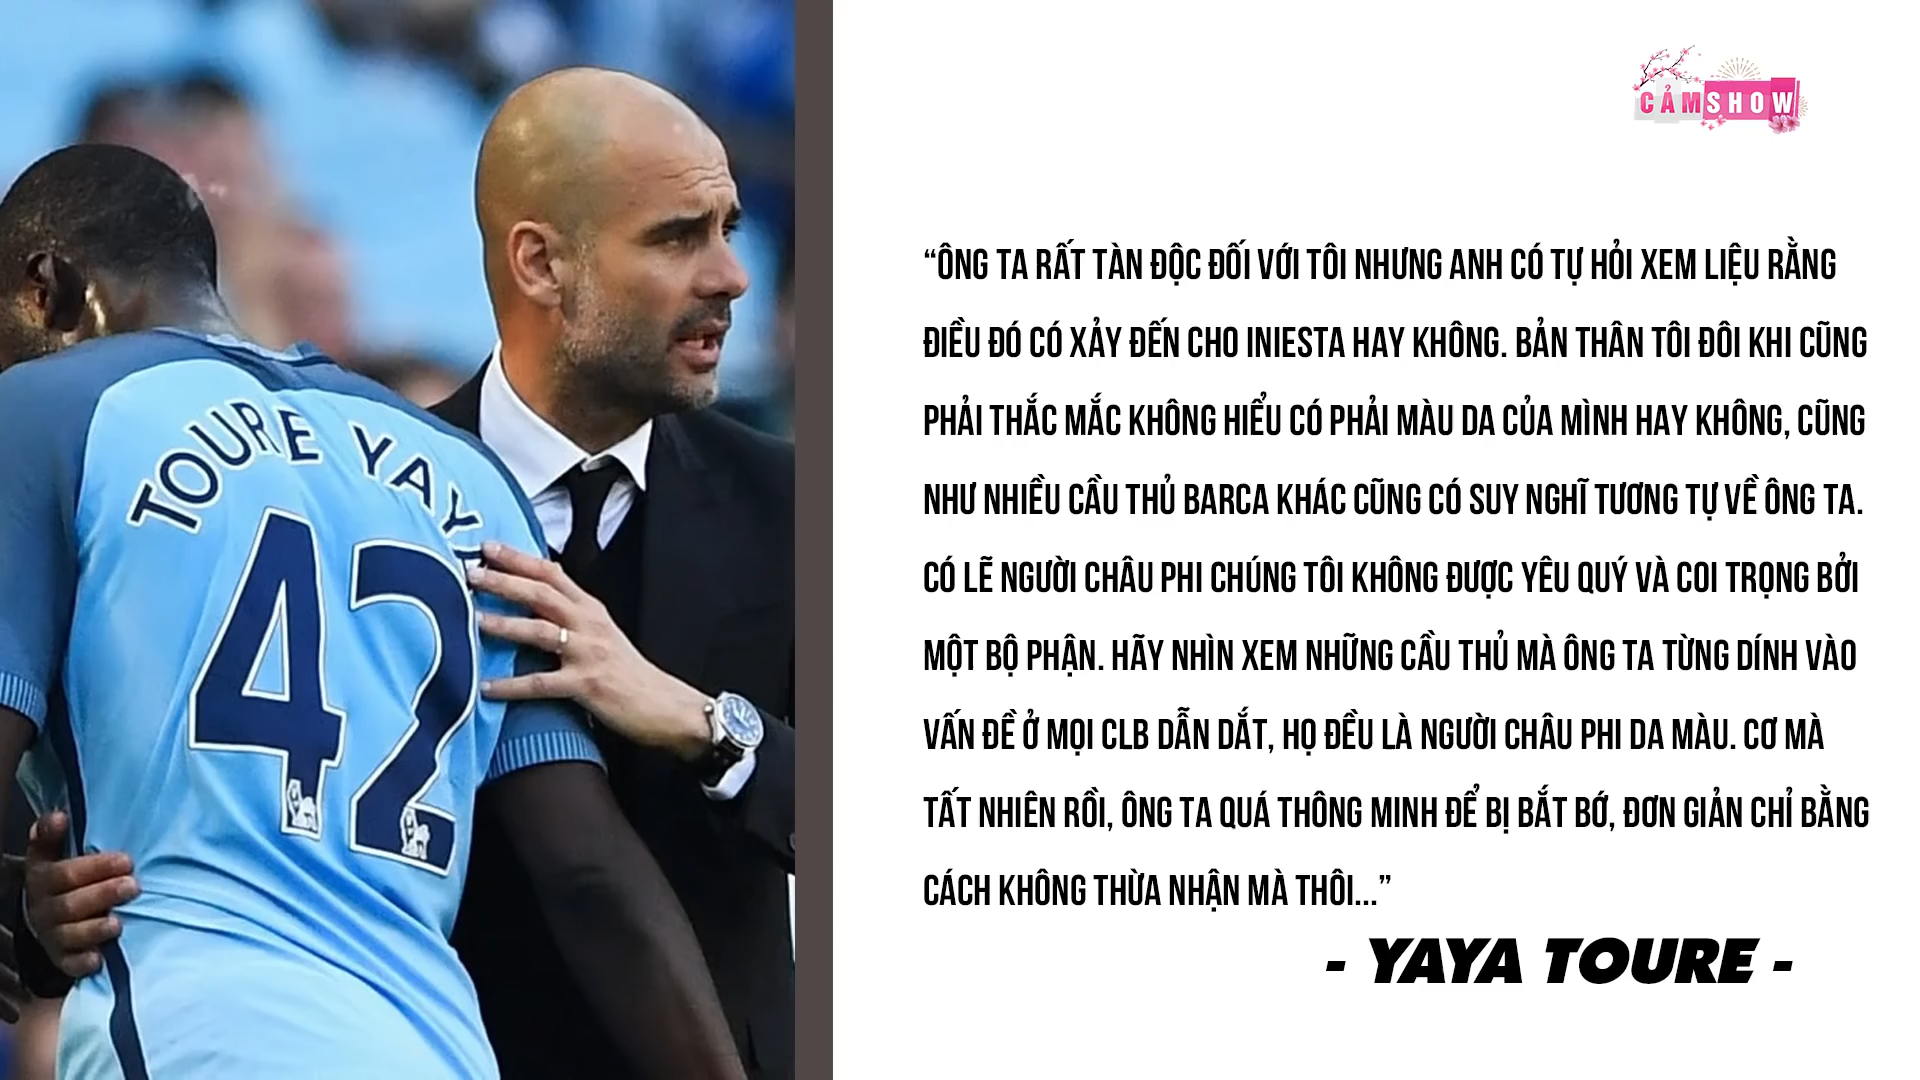 CẢMSHOW
“ÔNG TA RẤT TÀN ĐỘC ĐỐI VỚI TÔI NHƯNG ANH CÓ TỰ HỎI XEM LIỆU RẰNG
ĐIỀU ĐÓ CÓ XẢY ĐẾN CHO INIESTA HAY KHÔNG. BẢN THÂN TÔI ĐÔI KHI CŨNG
PHẢI THẮC MẮC KHÔNG HIỂU CÓ PHẢI MÀU DA CỦA MÌNH HAY KHÔNG, CŨNG
NHƯ NHIỀU CẦU THỦ BARCA KHÁC CŨNG CÓ SUY NGHĨ TƯƠNG TỰ VỀ ÔNG TA.
CÓ LẼ NGƯỜI CHÂU PHI CHÚNG TÔI KHÔNG ĐƯỢC YÊU QUÝ VÀ COI TRỌNG BỞI
MỘT BỘ PHẬN. HÃY NHÌN XEM NHỮNG CẦU THỦ MÀ ÔNG TA TỪNG DÍNH VÀO
VẤN ĐỀ Ở MỌI CLB DẪN DẮT, HỌ ĐỀU LÀ NGƯỜI CHÂU PHI DA MÀU. CƠ MÀ
TẤT NHIÊN RỒI, ÔNG TA QUÁ THÔNG MINH ĐỂ BỊ BẮT BỚ, ĐƠN GIẢN CHỈ BẰNG
CÁCH KHÔNG THỪA NHẬN MÀ THÔI...”
- YAYA TOURE -
TOURE YAY
42